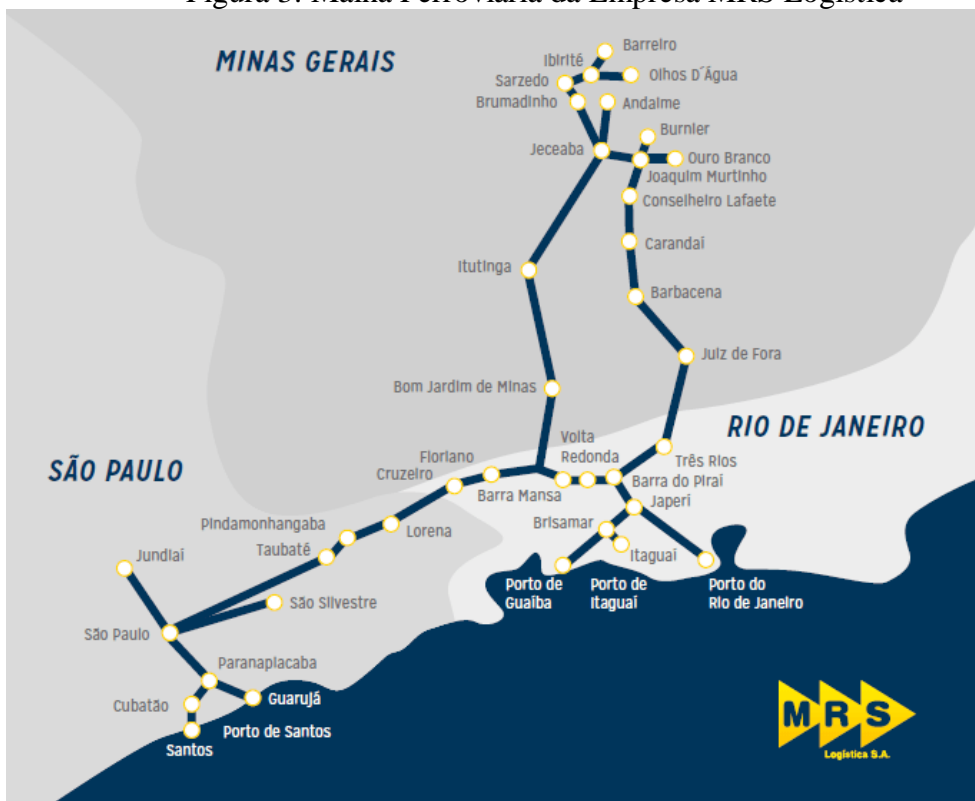 Figura 3: Malha Ferroviária da Empresa MRS Logística
MINAS GERAIS
Barreiro
Ibirité
Olhos D´Água
Sarzedo
Brumadinho
Andaime
Burnier
Jeceaba
Ouro Branco
Joaquim Murtinho
Conselheiro Lafaete
Carandaí
Itutinga
Barbacena
Juiz de Fora
Bom Jardim de Minas
RIO DE JANEIRO
Volta
Redonda
Floriano
SÃO PAULO
Cruzeiro
Três Rios
Barra Mansa
Barra do Piraí
Japeri
Pindamonhangaba
Lorena
Brisamar
Taubaté
Itaguaí
Jundiaí
Porto de
Guaíba
Porto de
Itaguaí
Porto do
Rio de Janeiro
São Silvestre
São Paulo
Paranapiacaba
Guarujá
Cubatão
Porto de Santos
Santos
MRS
Logística S.A.